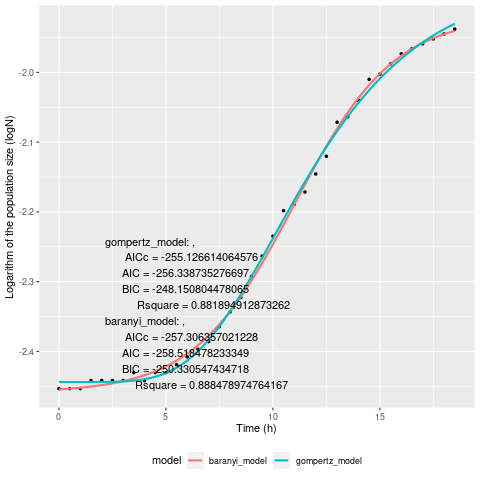 Logarithm of the population size (logN)
-2.0
-2.1
-2.2
-2.3
-2.4
gompertz_model: ,
AICc = -255.126614064576
AIC = -256.338735276697
BIC = -248.150804478065
Rsquare = 0.881894912873262
baranyi_model: ,
AICc = -257.306357021228
AIC = -258.518478233349
BIC = -250.330547434718
Rsquare = 0.888478974764167
0 5 10 15
Time (h)
model baranyi_model gompertz_model